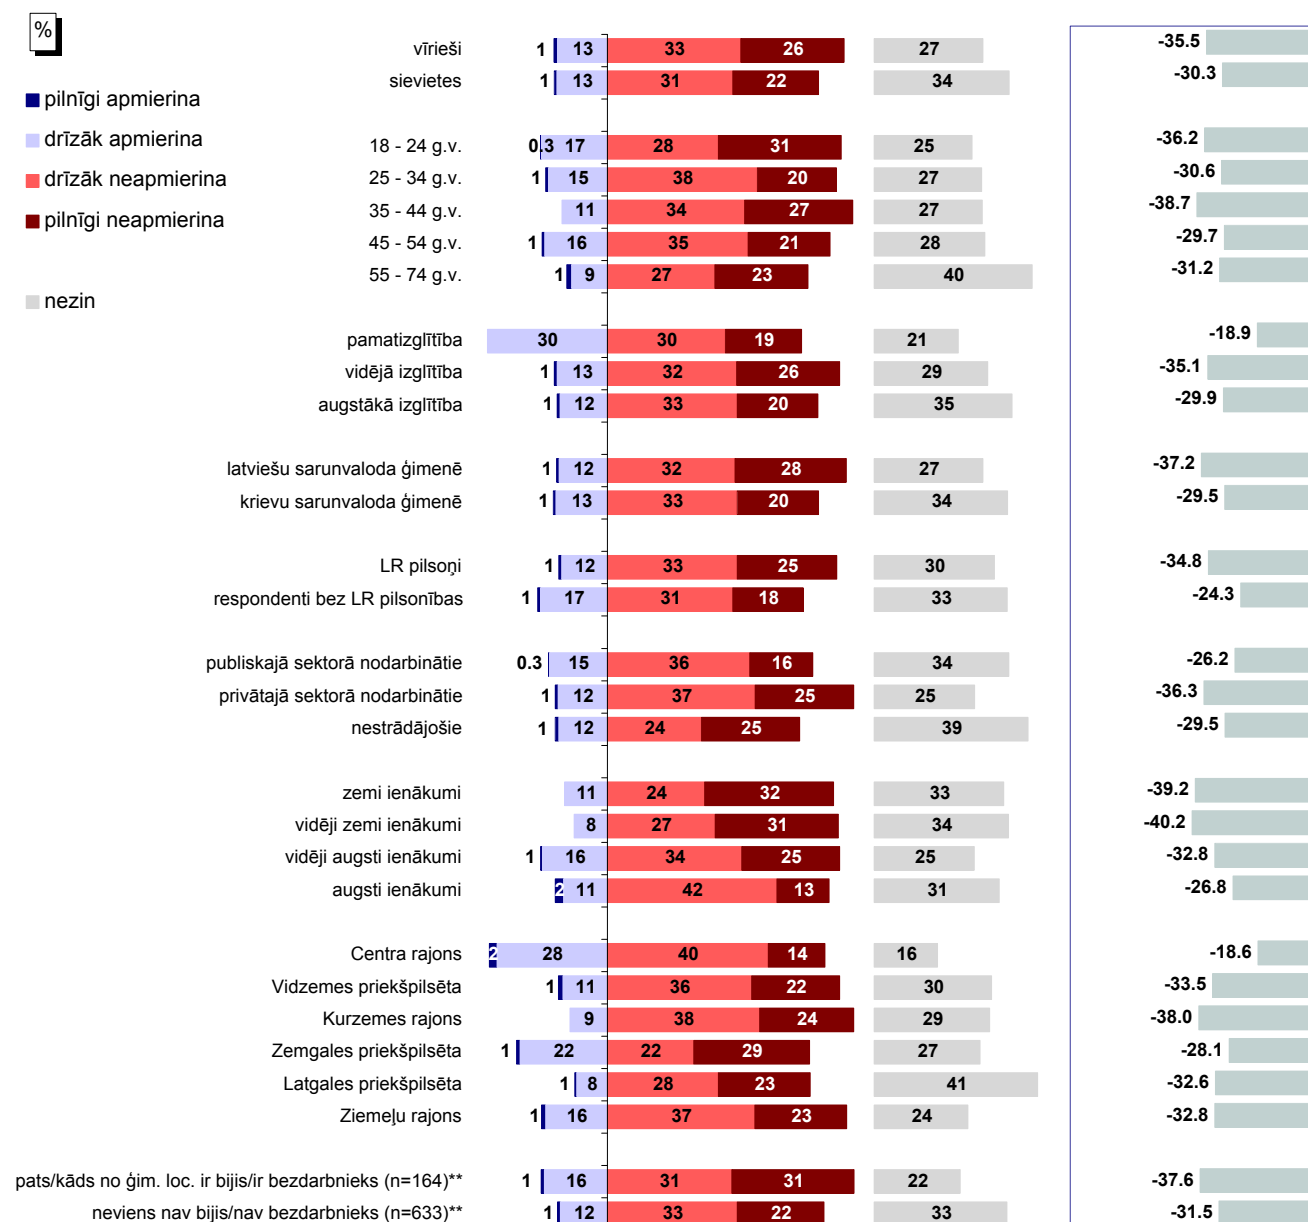 %
pilnīgi apmierina
drīzāk apmierina
drīzāk neapmierina
pilnīgi neapmierina
nezin
vīrieši 1 13 33 26 27 -35.5
sievietes 1 13 31 22 34 -30.3
18 - 24 g.v. 0.3 17 28 31 25 -36.2
25 - 34 g.v. 1 15 38 20 27 -30.6
35 - 44 g.v. 11 34 27 27 -38.7
45 - 54 g.v. 1 16 35 21 28 -29.7
55 - 74 g.v. 1 9 27 23 40 -31.2
pamatizglītība 30 30 19 21 -18.9
vidējā izglītība 1 13 32 26 29 -35.1
augstākā izglītība 1 12 33 20 35 -29.9
latviešu sarunvaloda ģimenē 1 12 32 28 27 -37.2
krievu sarunvaloda ģimenē 1 13 33 20 34 -29.5
LR pilsoņi 1 12 33 25 30 -34.8
respondenti bez LR pilsonības 1 17 31 18 33 -24.3
publiskajā sektorā nodarbinātie 0.3 15 36 16 34 -26.2
privātajā sektorā nodarbinātie 1 12 37 25 25 -36.3
nestrādājošie 1 12 24 25 39 -29.5
zemi ienākumi 11 24 32 33 -39.2
vidēji zemi ienākumi 8 27 31 34 -40.2
vidēji augsti ienākumi 1 16 34 25 25 -32.8
augsti ienākumi 2 11 42 13 31 -26.8
Centra rajons 2 28 40 14 16 -18.6
Vidzemes priekšpilsēta 1 11 36 22 30 -33.5
Kurzemes rajons 9 38 24 29 -38.0
Zemgales priekšpilsēta 1 22 22 29 27 -28.1
Latgales priekšpilsēta 1 8 28 23 41 -32.6
Ziemeļu rajons 1 16 37 23 24 -32.8
pats/kāds no ģim. loc. ir bijis/ir bezdarbnieks (n=164)** 1 16 31 31 22 -37.6
neviens nav bijis/nav bezdarbnieks (n=633)** 1 12 33 22 33 -31.5